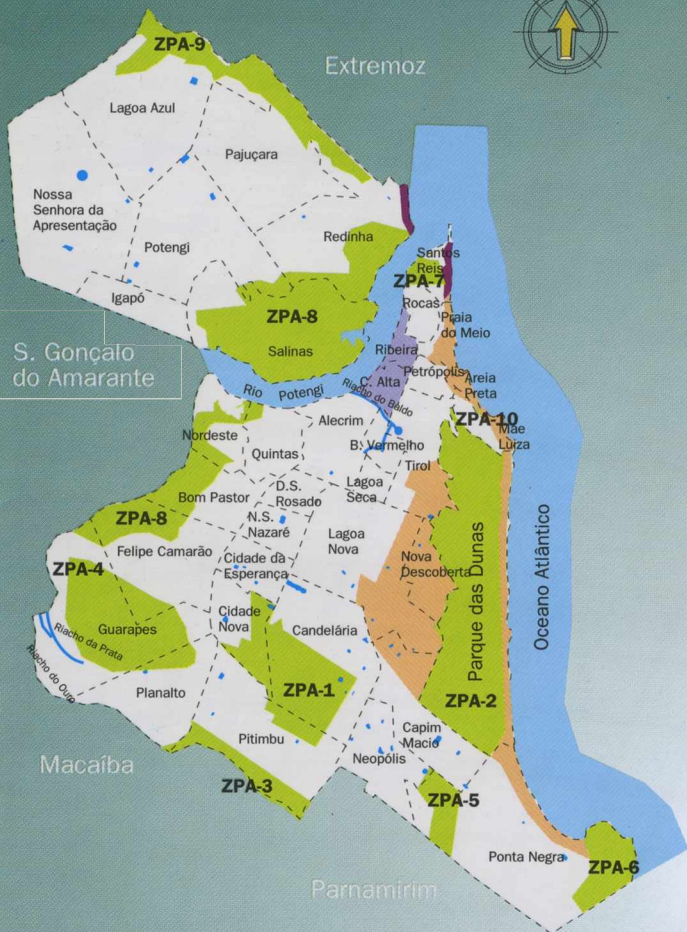 ZPA-9
Extremoz
Lagoa Azul
Pajuçara
Nossa
Senhora da
Apresentação
Potengi
Redinha
Igapó
Santos
Reis
ZPA-7
Rocas
ZPA-8
Salinas
Praia
do Meio
Ribeira
S. Gonçalo
do Amarante
Petrópolis
C. Alta
Areia
Preta
Rio Potengi
Riacho do Baldo
ZPA-10
Mãe
Luiza
Alecrim
B. Vermelho
Nordeste
Quintas
Tirol
Bom Pastor
D.S.
Rosado
Lagoa
Seca
ZPA-8
N.S.
Nazaré
Lagoa
Nova
Felipe Camarão
Cidade da
Esperança
Nova
Descoberta
Parque das Dunas
Oceano Atlântico
ZPA-4
Guarapes
Cidade
Nova
Candelária
Riacho da Prata
Riacho do Ouro
Planalto
ZPA-1
ZPA-2
Pitimbu
Capim
Macio
Neópolis
Macaíba
ZPA-3
ZPA-5
Ponta Negra
ZPA-6
Parnamirim